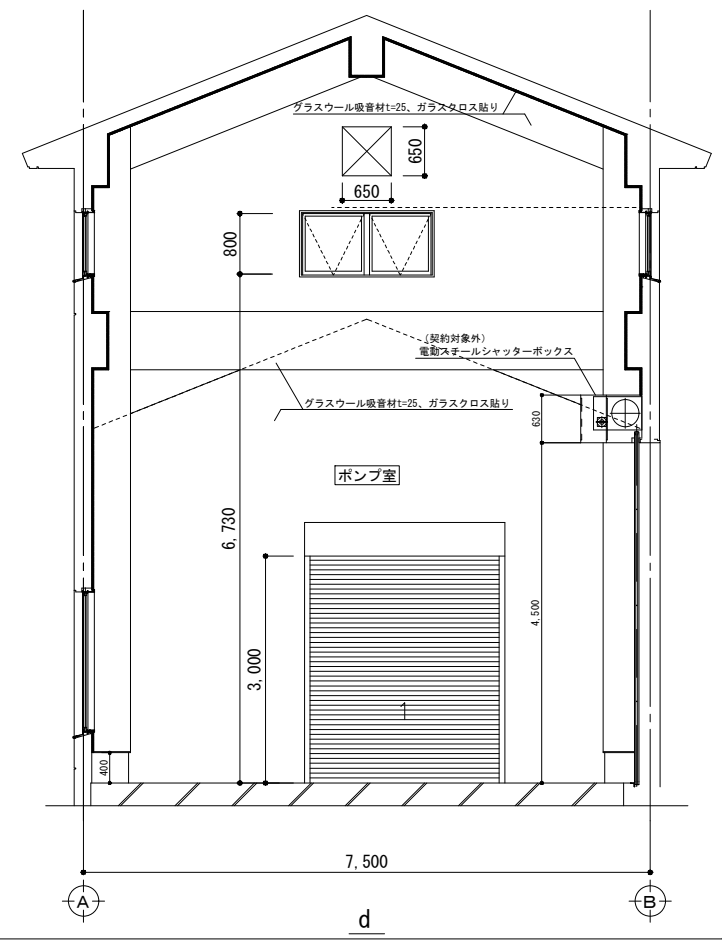 グラスウール吸音材t=25、ガラスクロス貼り
650
650
800
(契約対象外)
電動スチールシャッターボックス
グラスウール吸音材t=25、ガラスクロス貼り
630
ポンプ室
6,730
4,500
3,000
1
400
7,500
A
B
d